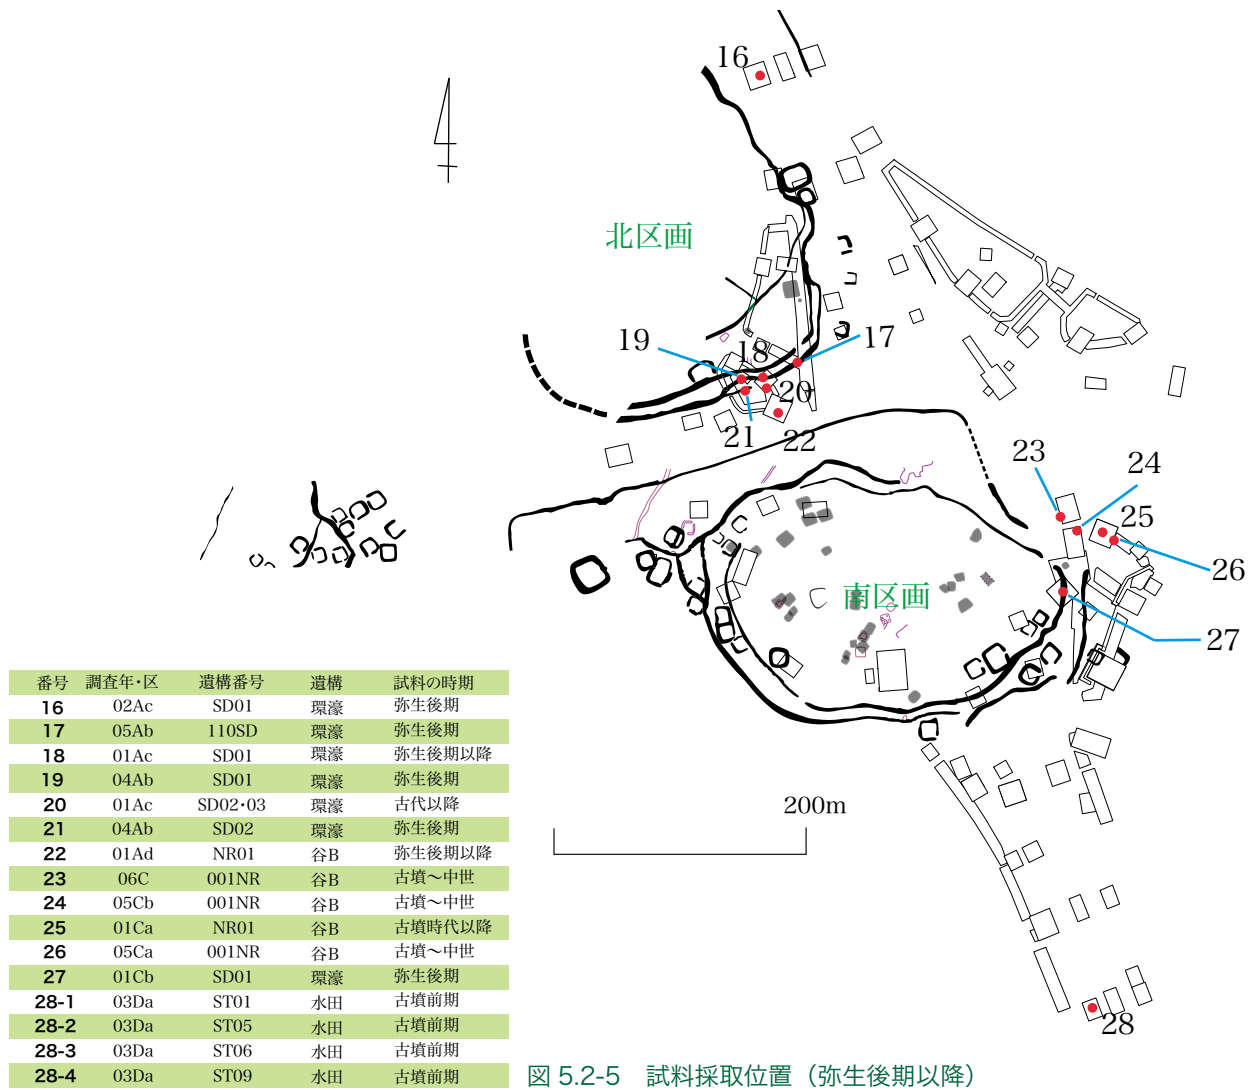 16
北区画
19
18
17
20
21
22
23
24
25
26
南区画
27
200m
28
番号 調査年・区 遺構番号 遺構 試料の時期
16 02Ac SD01 環濠 弥生後期
17 05Ab 110SD 環濠 弥生後期
18 01Ac SD01 環濠 弥生後期以降
19 04Ab SD01 環濠 弥生後期
20 01Ac SD02・03 環濠 古代以降
21 04Ab SD02 環濠 弥生後期
22 01Ad NR01 谷B 弥生後期以降
23 06C 001NR 谷B 古墳〜中世
24 05Cb 001NR 谷B 古墳〜中世
25 01Ca NR01 谷B 古墳時代以降
26 05Ca 001NR 谷B 古墳〜中世
27 01Cb SD01 環濠 弥生後期
28-1 03Da ST01 水田 古墳前期
28-2 03Da ST05 水田 古墳前期
28-3 03Da ST06 水田 古墳前期
28-4 03Da ST09 水田 古墳前期
図 5.2-5 試料採取位置（弥生後期以降）